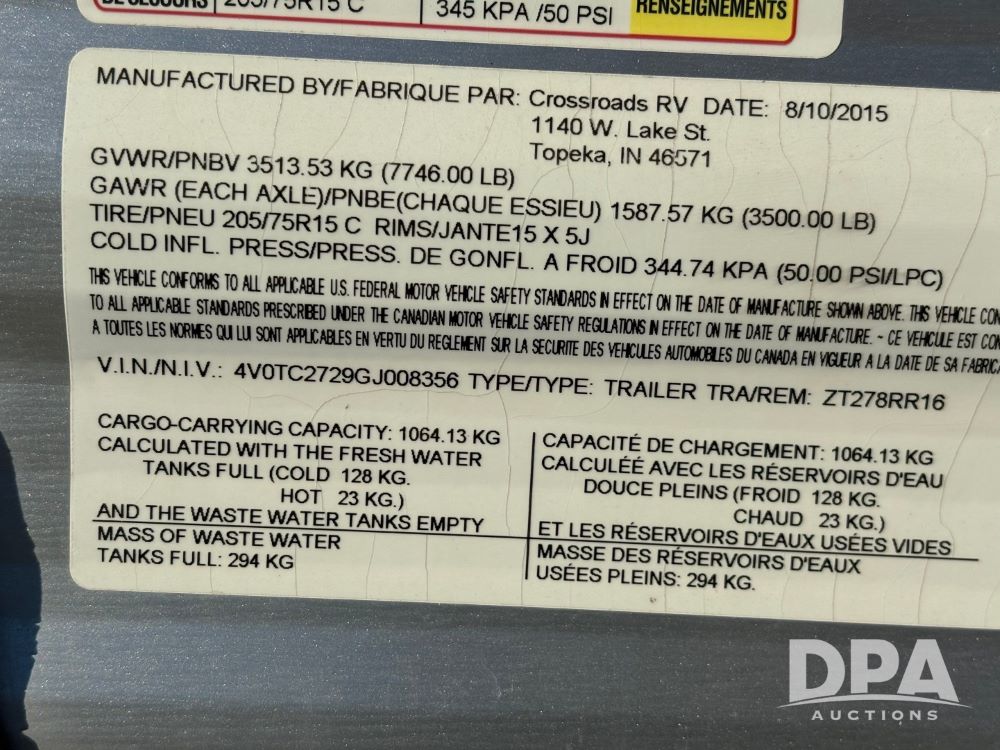 DE SECOURS 205/75R15 C 345 KPA /50 PSI RENSEIGNEMENTS
MANUFACTURED BY/FABRIQUE PAR: Crossroads RV DATE: 8/10/2015
1140 W. Lake St.
Topeka, IN 46571
GVWR/PNBV 3513.53 KG (7746.00 LB)
GAWR (EACH AXLE)/PNBE(CHAQUE ESSIEU) 1587.57 KG (3500.00 LB)
TIRE/PNEU 205/75R15 C RIMS/JANTE15 X 5J
COLD INFL. PRESS/PRESS. DE GONFL. A FROID 344.74 KPA (50.00 PSI/LPC)
THIS VEHICLE CONFORMS TO ALL APPLICABLE U.S. FEDERAL MOTOR VEHICLE SAFETY STANDARDS IN EFFECT ON THE DATE OF MANUFACTURE SHOWN ABOVE. THIS VEHICLE CON
TO ALL APPLICABLE STANDARDS PRESCRIBED UNDER THE CANADIAN MOTOR VEHICLE SAFETY REGULATIONS IN EFFECT ON THE DATE OF MANUFACTURE. - CE VEHICULE EST CON
A TOUTES LES NORMES QUI LUI SONT APPLICABLES EN VERTU DU REGLEMENT SUR LA SECURITE DES VEHICULES AUTOMOBILES DU CANADA EN VIGUEUR A LA DATE DE SA FABRICA
V.I.N./N.I.V.: 4V0TC2729GJ008356 TYPE/TYPE: TRAILER TRA/REM: ZT278RR16
CARGO-CARRYING CAPACITY: 1064.13 KG
CALCULATED WITH THE FRESH WATER
TANKS FULL (COLD 128 KG.
HOT 23 KG.)
AND THE WASTE WATER TANKS EMPTY
MASS OF WASTE WATER
TANKS FULL: 294 KG
CAPACITÉ DE CHARGEMENT: 1064.13 KG
CALCULÉE AVEC LES RÉSERVOIRS D'EAU
DOUCE PLEINS (FROID 128 KG.
CHAUD 23 KG.)
ET LES RÉSERVOIRS D'EAUX USÉES VIDES
MASSE DES RÉSERVOIRS D'EAUX
USÉES PLEINS: 294 KG.
DPA
AUCTIONS